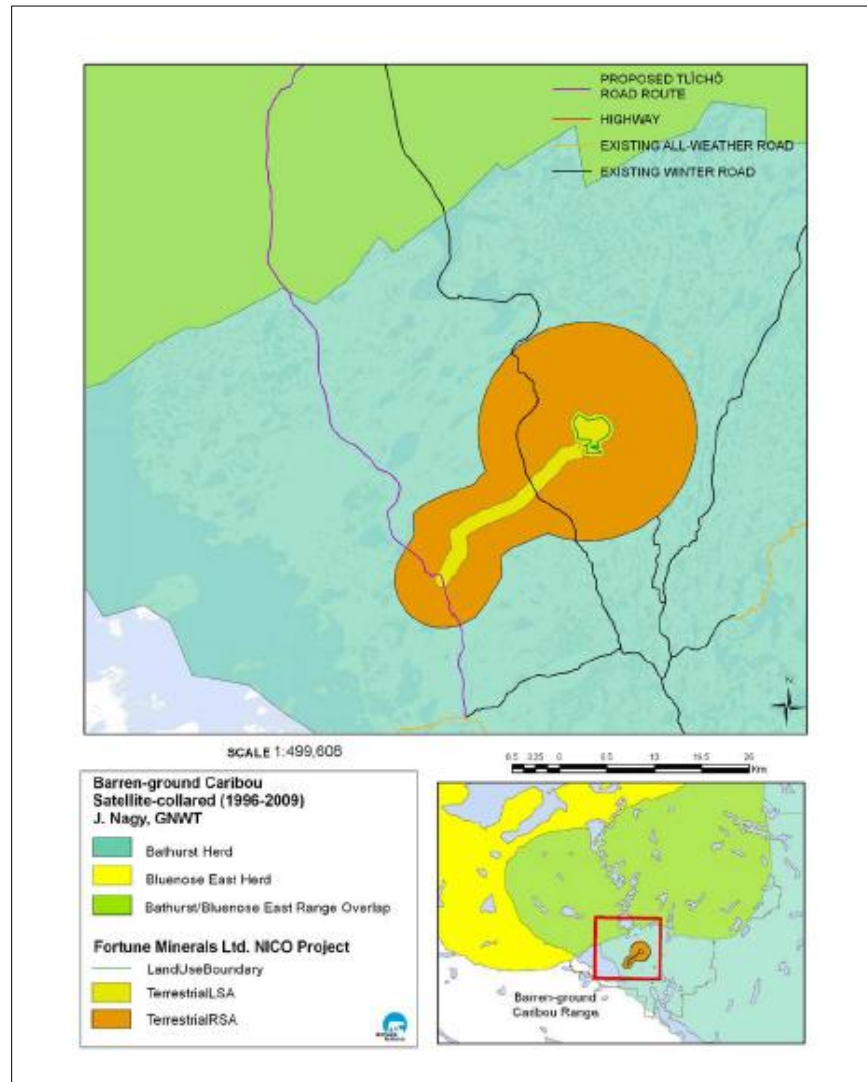 PROPOSED TLÎCHÔ
ROAD ROUTE
HIGHWAY
EXISTING ALL-WEATHER ROAD
EXISTING WINTER ROAD
N
SCALE 1:499,608
6.5 3.25 0 6.5 13 19.5 26
Km
Barren-ground Caribou
Satellite-collared (1996-2009)
J. Nagy, GNWT
Bathurst Herd
Bluenose East Herd
Bathurst/Bluenose East Range Overlap
Fortune Minerals Ltd. NICO Project
LandUseBoundary
TerrestrialLSA
TerrestrialRSA
Barren-ground
Caribou Range